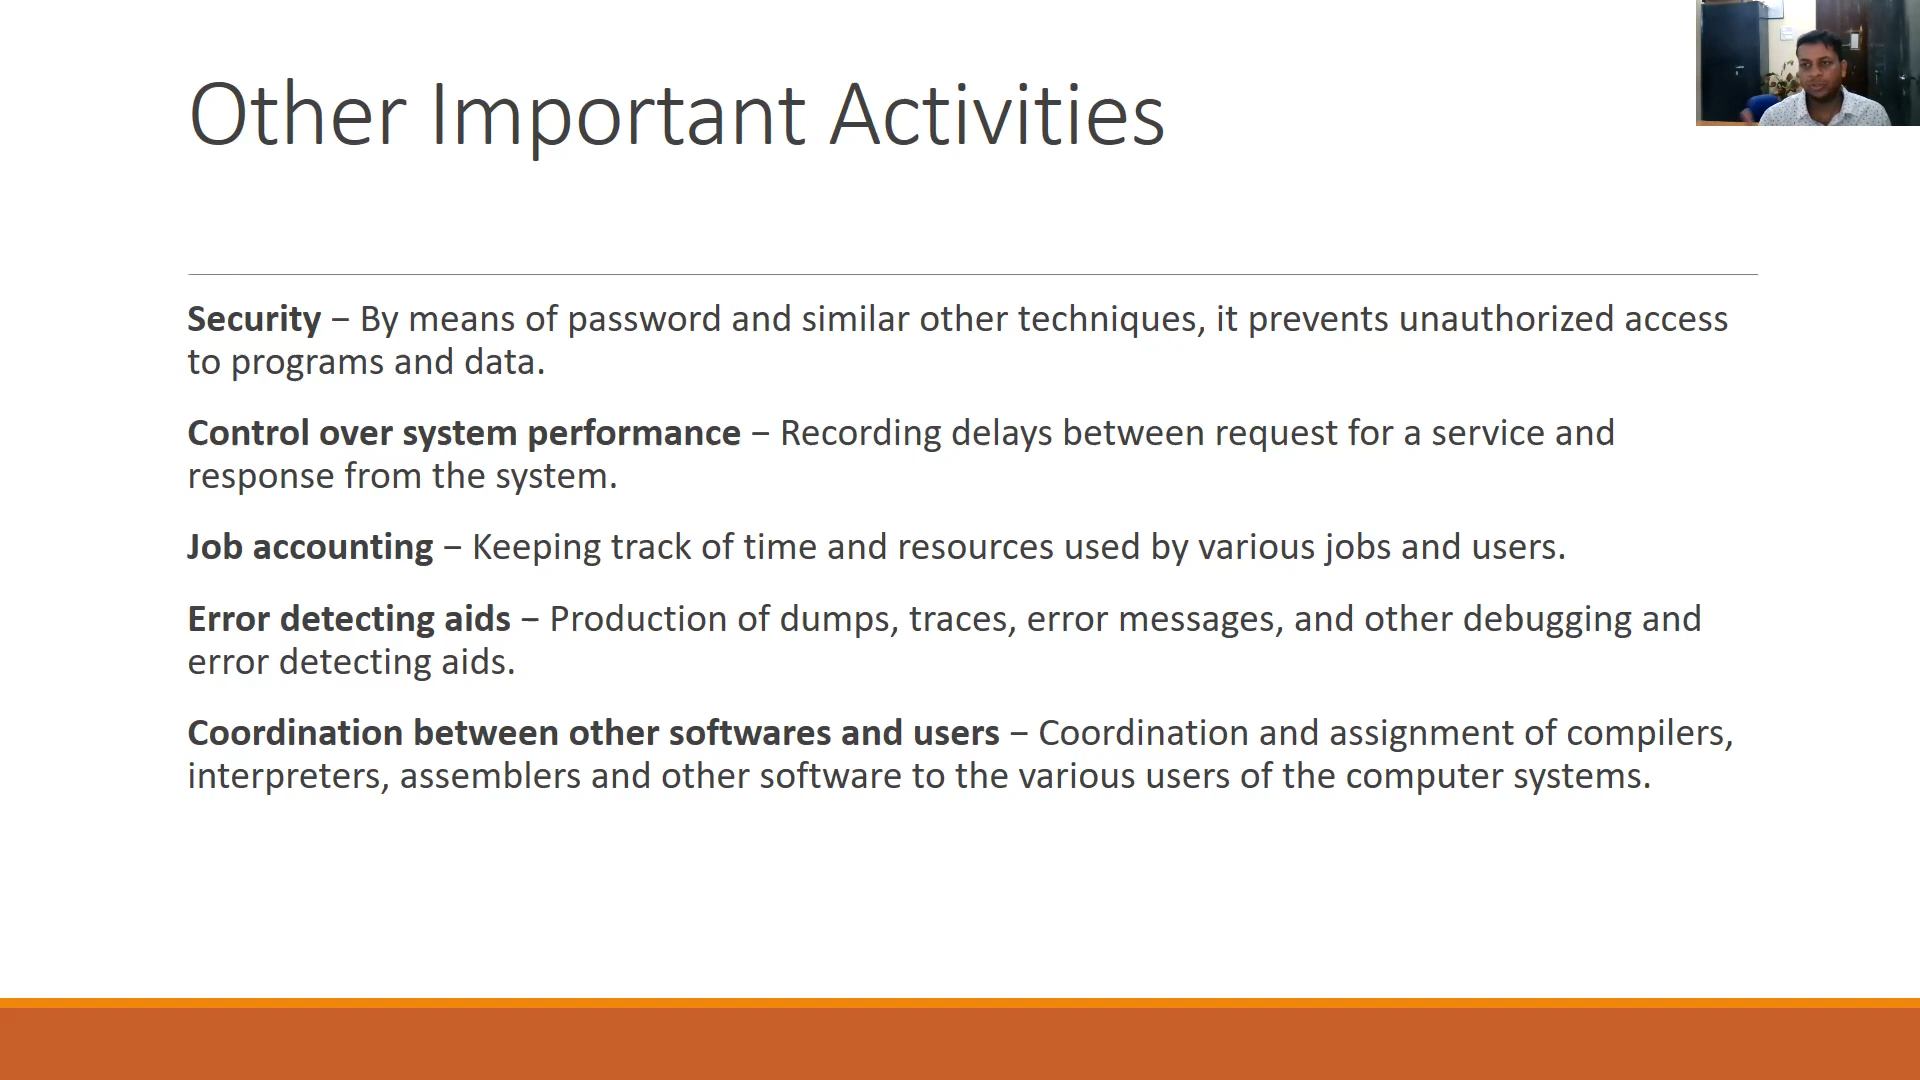 Other Important Activities
Security – By means of password and similar other techniques, it prevents unauthorized access
to programs and data.
Control over system performance – Recording delays between request for a service and
response from the system.
Job accounting – Keeping track of time and resources used by various jobs and users.
Error detecting aids – Production of dumps, traces, error messages, and other debugging and
error detecting aids.
Coordination between other softwares and users – Coordination and assignment of compilers,
interpreters, assemblers and other software to the various users of the computer systems.